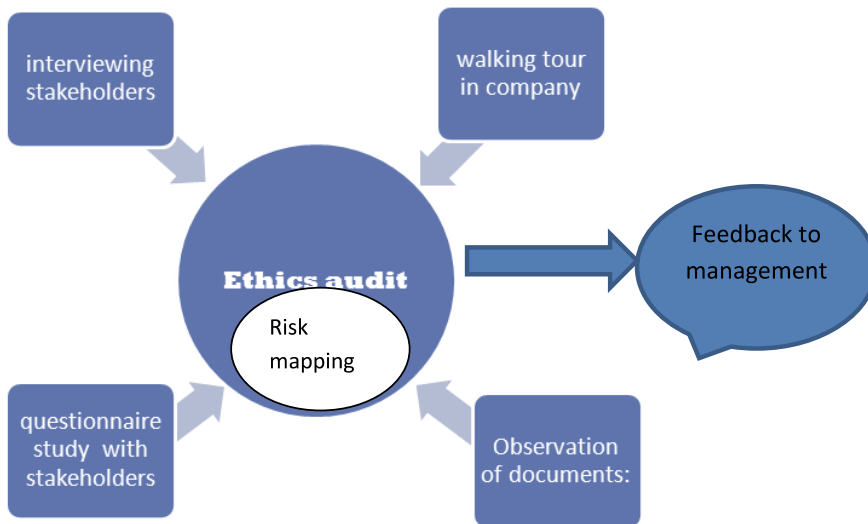 interviewing
stakeholders
walking tour
in company
Ethics audit
Risk
mapping
Feedback to
management
questionnaire
study with
stakeholders
Observation
of documents: